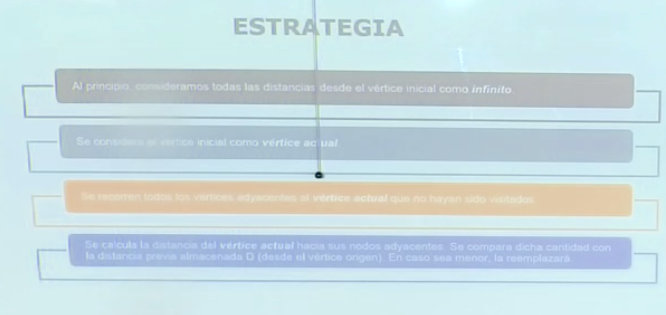 ESTRATEGIA
Al principio, consideramos todas las distancias desde el vértice inicial como infinito.
Se considera el vértice inicial como vértice actual.
Se recorren todos los vértices adyacentes al vértice actual que no hayan sido visitados.
Se calcula la distancia del vértice actual hacia sus nodos adyacentes. Se compara dicha cantidad con
la distancia previa almacenada D (desde el vértice origen). En caso sea menor, la reemplazará.